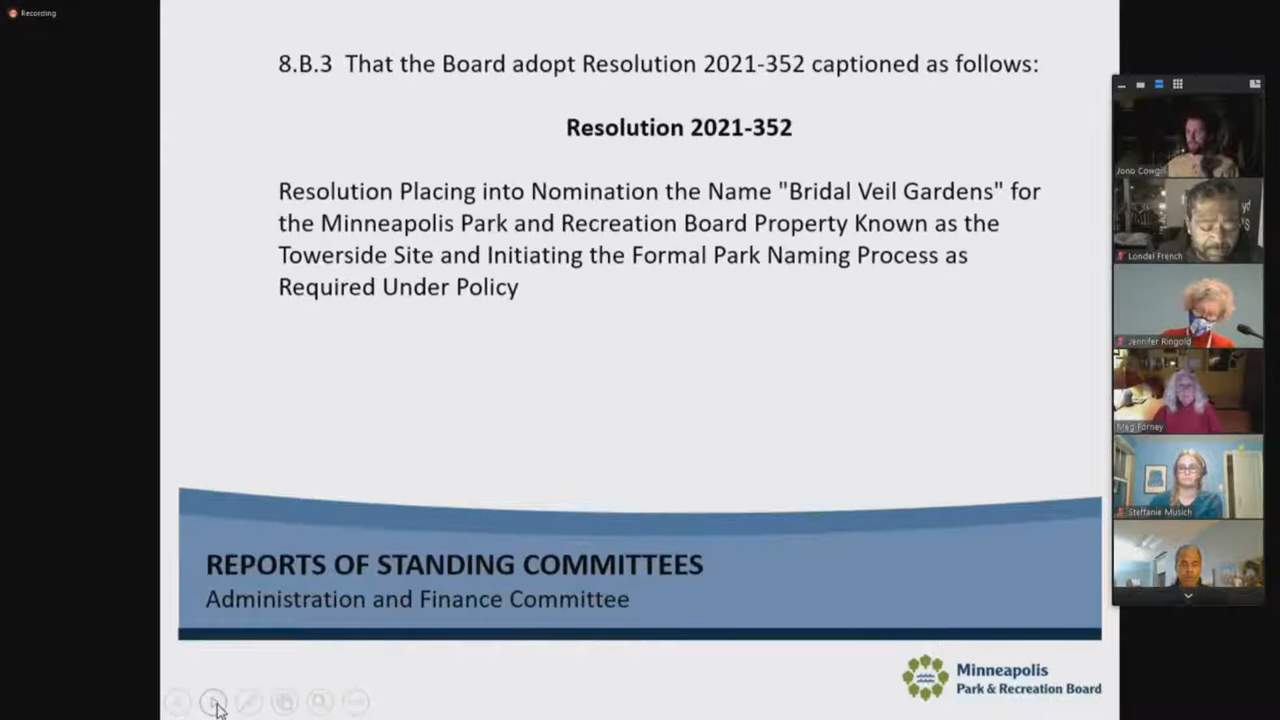 Recording
8.B.3 That the Board adopt Resolution 2021-352 captioned as follows:
Resolution 2021-352
Resolution Placing into Nomination the Name "Bridal Veil Gardens" for
the Minneapolis Park and Recreation Board Property Known as the
Towerside Site and Initiating the Formal Park Naming Process as
Required Under Policy
REPORTS OF STANDING COMMITTEES
Administration and Finance Committee
Minneapolis
Park & Recreation Board
Jono Cowgill
Londel French
Jennifer Ringold
Meg Forney
Steffanie Musich